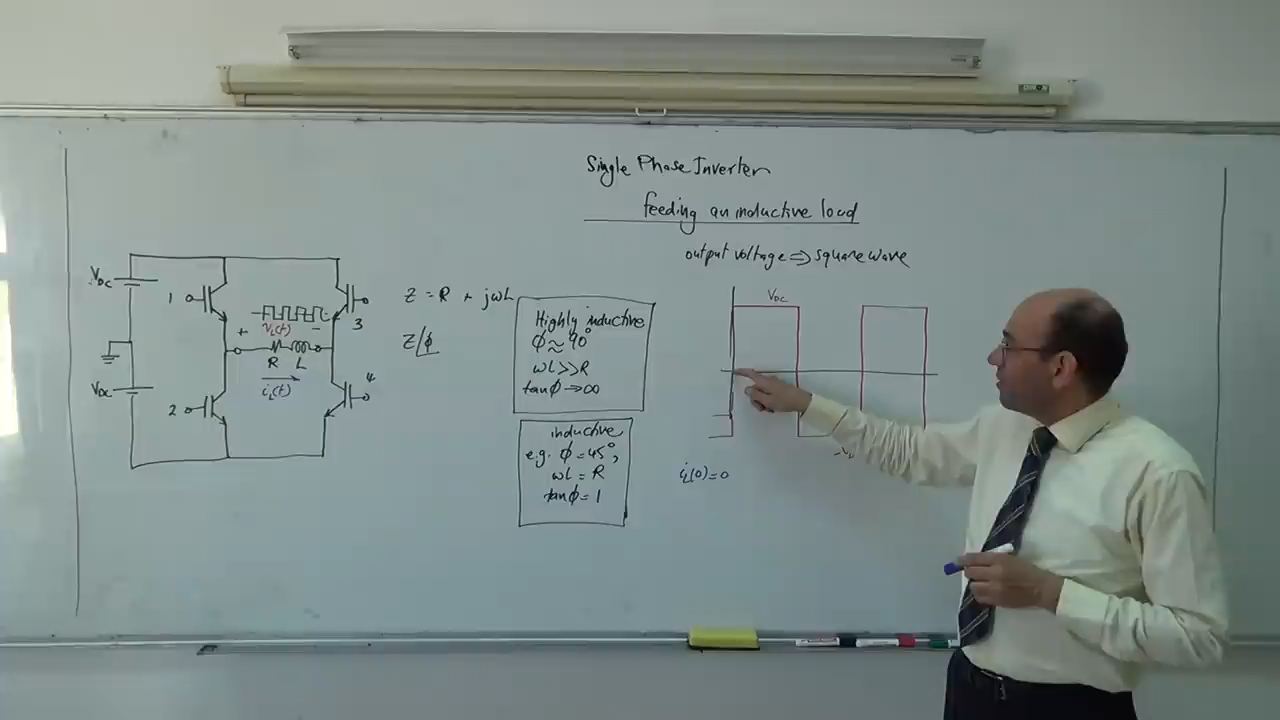 Single Phase Inverter
feeding an inductive load
output voltage ⇒ square wave
VDC
1
3
+ vL(t) -
R L
iL(t)
VDC
2
4
Z = R + jωL
Z∠ϕ
Highly inductive
ϕ ≈ 90°
ωL >> R
tanϕ → ∞
inductive
e.g. ϕ = 45°,
ωL = R
tanϕ = 1
VDC
iL(0) = 0